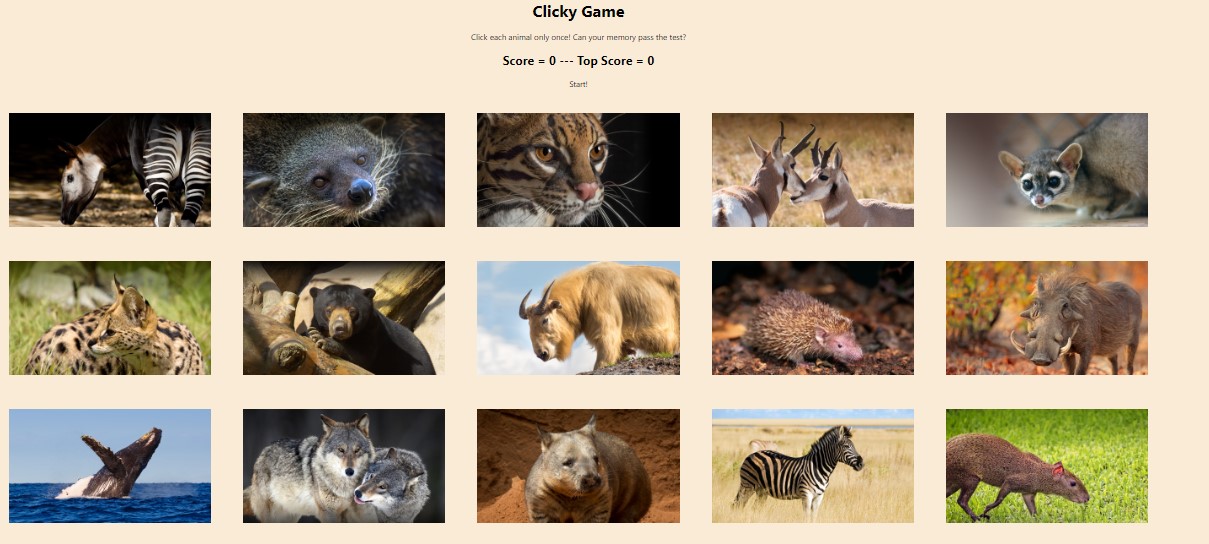 Clicky Game
Click each animal only once! Can your memory pass the test?
Score = 0 --- Top Score = 0
Start!